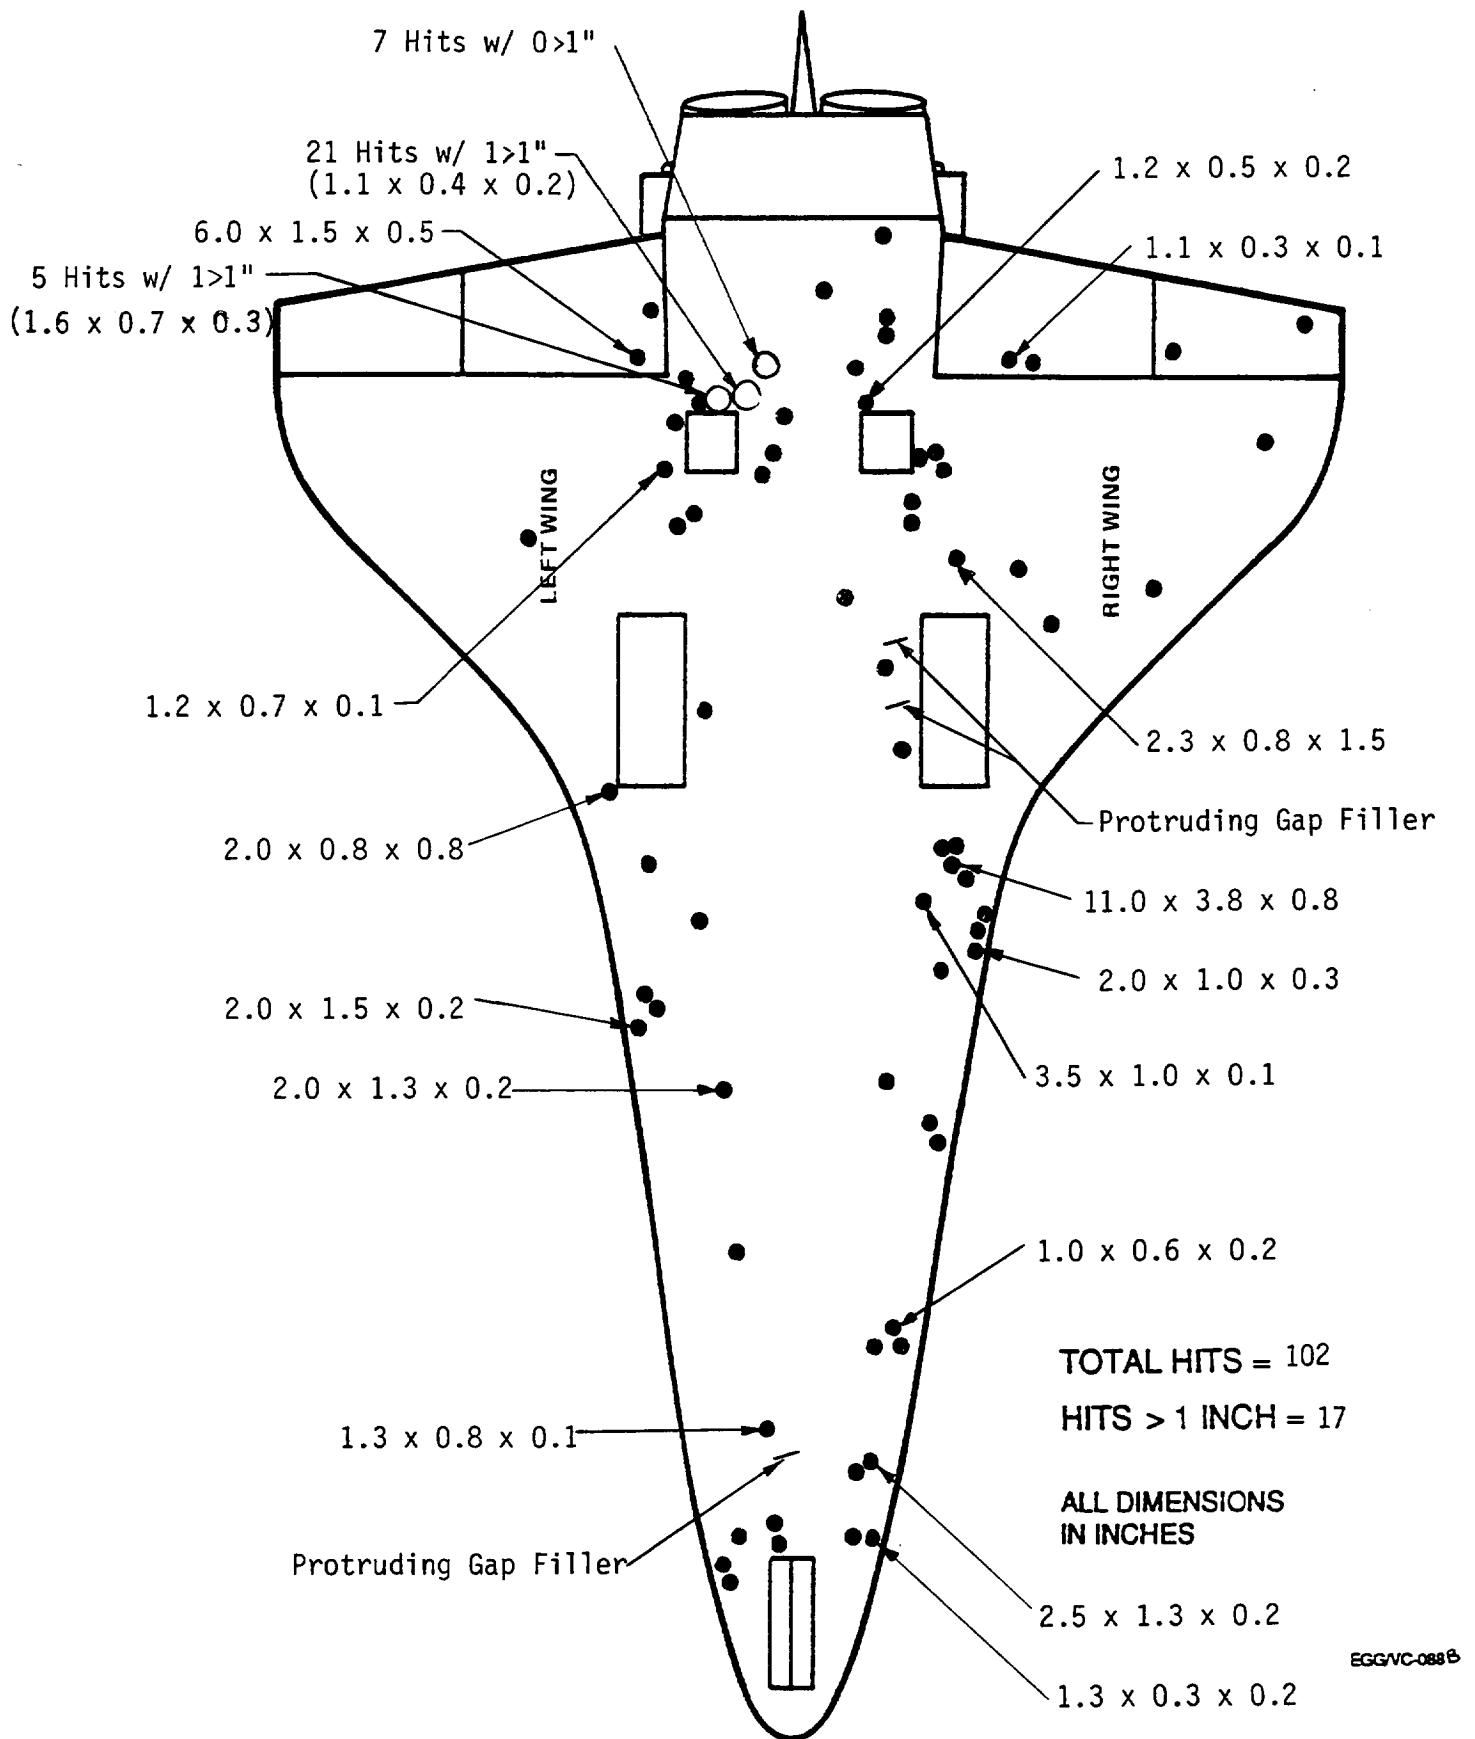 7 Hits w/ 0>1"
21 Hits w/ 1>1"
(1.1 x 0.4 x 0.2)
6.0 x 1.5 x 0.5
5 Hits w/ 1>1"
(1.6 x 0.7 x 0.3)
1.2 x 0.5 x 0.2
1.1 x 0.3 x 0.1
LEFT WING
RIGHT WING
1.2 x 0.7 x 0.1
2.3 x 0.8 x 1.5
Protruding Gap Filler
2.0 x 0.8 x 0.8
11.0 x 3.8 x 0.8
2.0 x 1.0 x 0.3
2.0 x 1.5 x 0.2
3.5 x 1.0 x 0.1
2.0 x 1.3 x 0.2
1.0 x 0.6 x 0.2
TOTAL HITS = 102
HITS > 1 INCH = 17
1.3 x 0.8 x 0.1
ALL DIMENSIONS
IN INCHES
Protruding Gap Filler
2.5 x 1.3 x 0.2
EGG/VC-088B
1.3 x 0.3 x 0.2